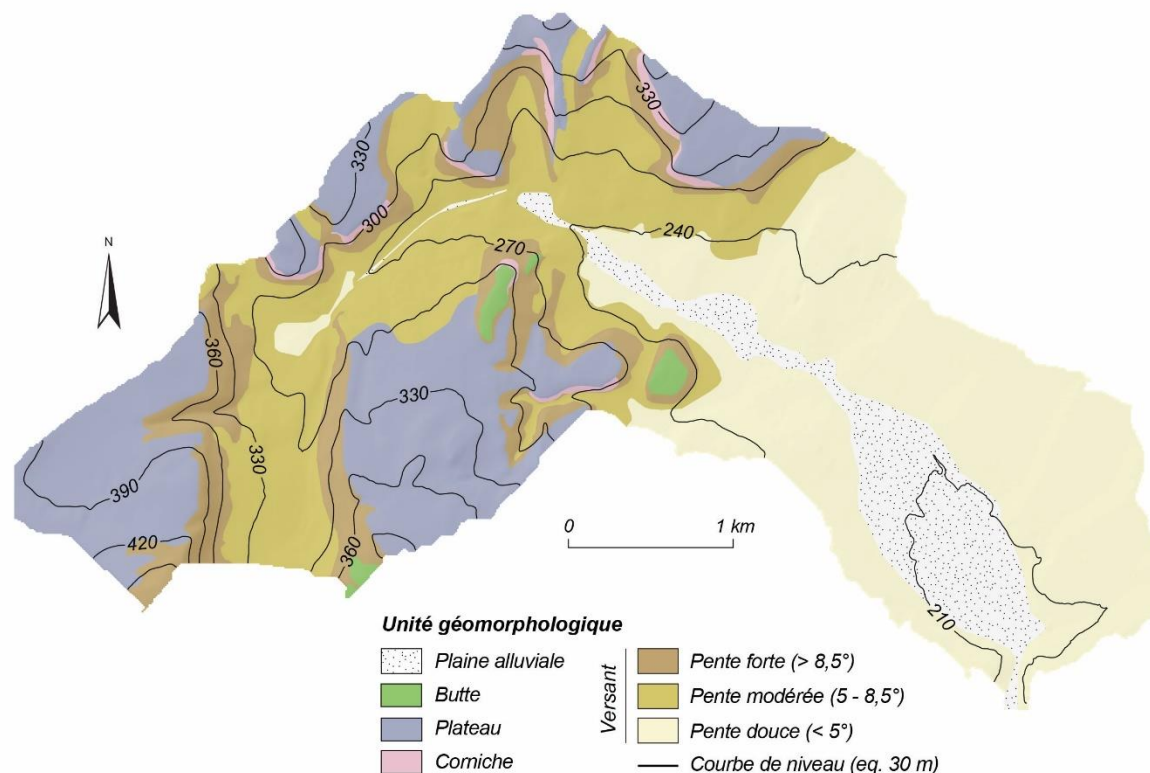 330
330
300
N
240
270
360
330
330
390
0 1 km
420
360
210
Unité géomorphologique
Plaine alluviale
Butte
Plateau
Corniche
Versant
Pente forte (> 8,5°)
Pente modérée (5 - 8,5°)
Pente douce (< 5°)
Courbe de niveau (eq. 30 m)